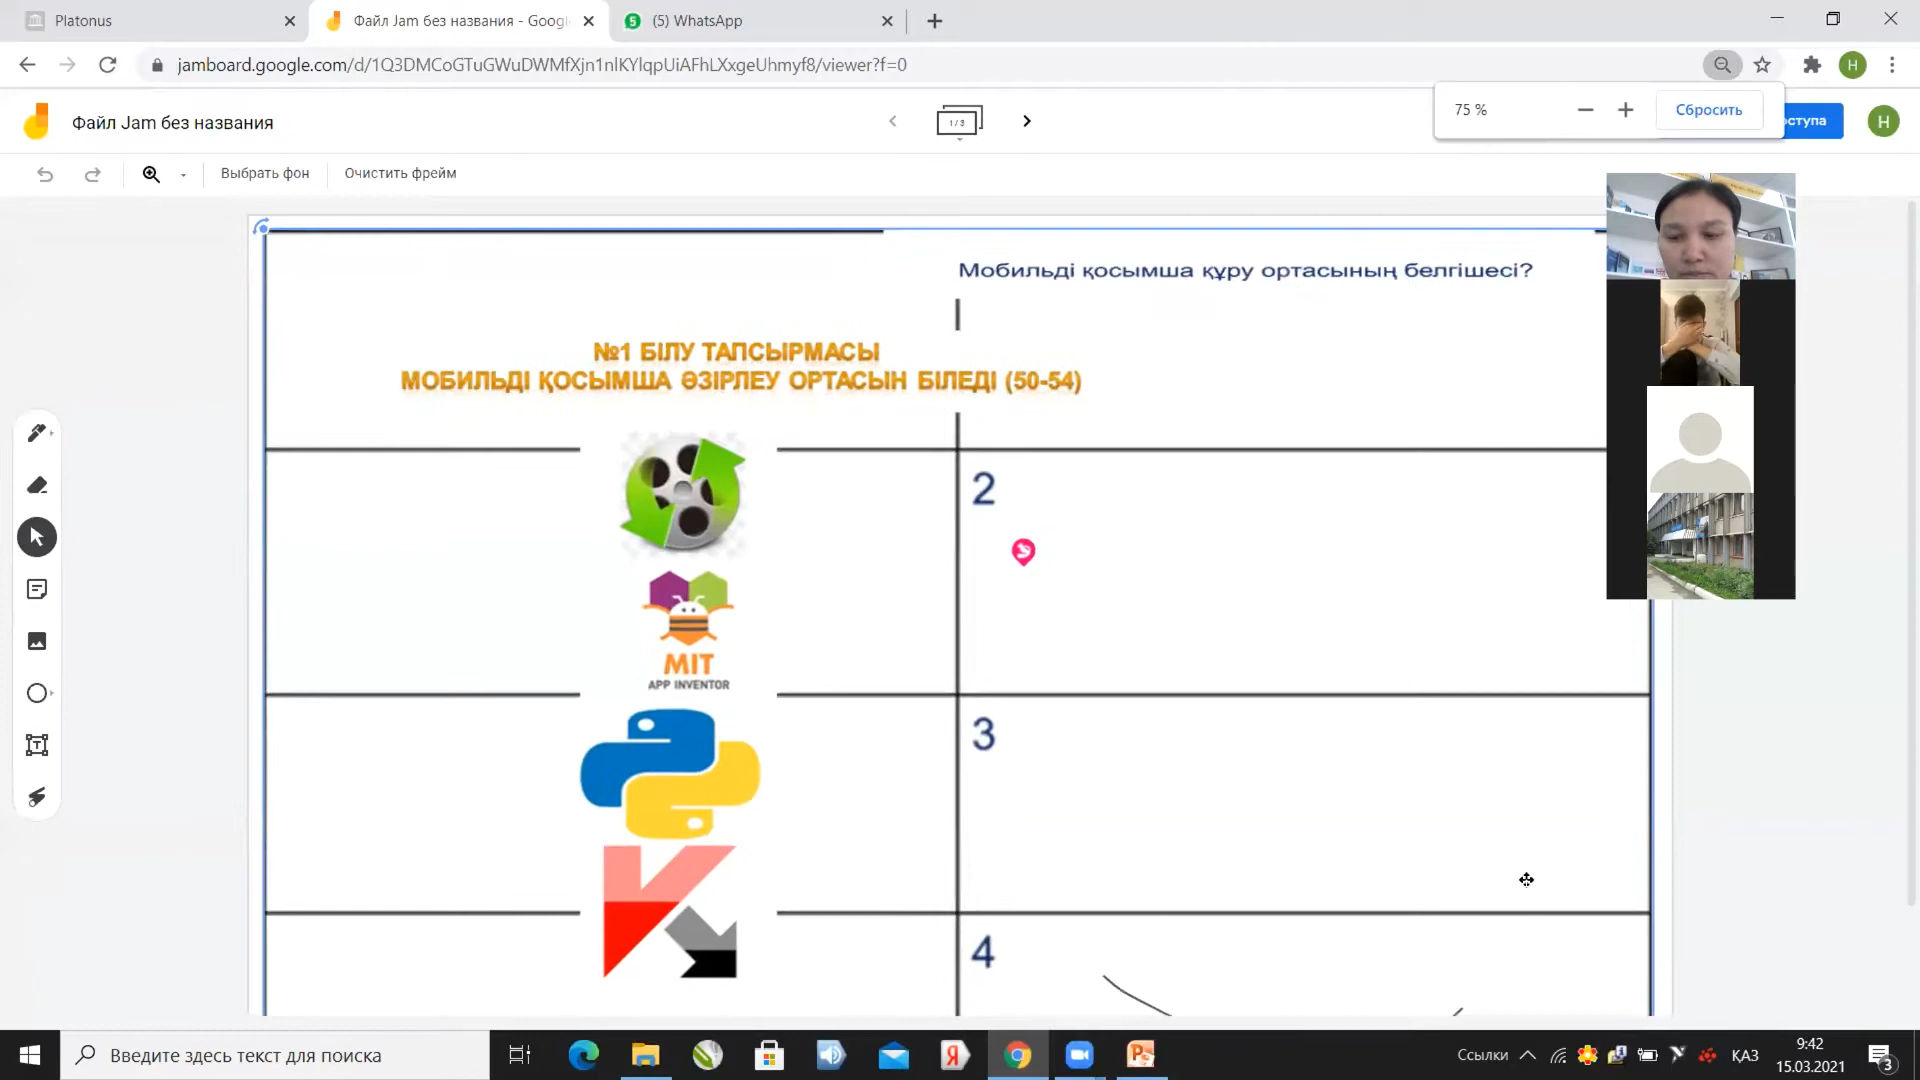 Platonus
Файл Jam без названия - Googl
(5) WhatsApp
jamboard.google.com/d/1Q3DMCoGTuGWuDWMfXjn1nlKYlqpUiAFhLXxgeUhmyf8/viewer?f=0
H
75 %
Сбросить
Файл Jam без названия
1 / 3
оступа
H
Выбрать фон
Очистить фрейм
Мобильді қосымша құру ортасының белгішесі?
№1 БІЛУ ТАПСЫРМАСЫ
МОБИЛЬДІ ҚОСЫМША ӘЗІРЛЕУ ОРТАСЫН БІЛЕДІ (50-54)
2
MIT
APP INVENTOR
3
4
Введите здесь текст для поиска
Ссылки
ҚАЗ
9:42
15.03.2021
3